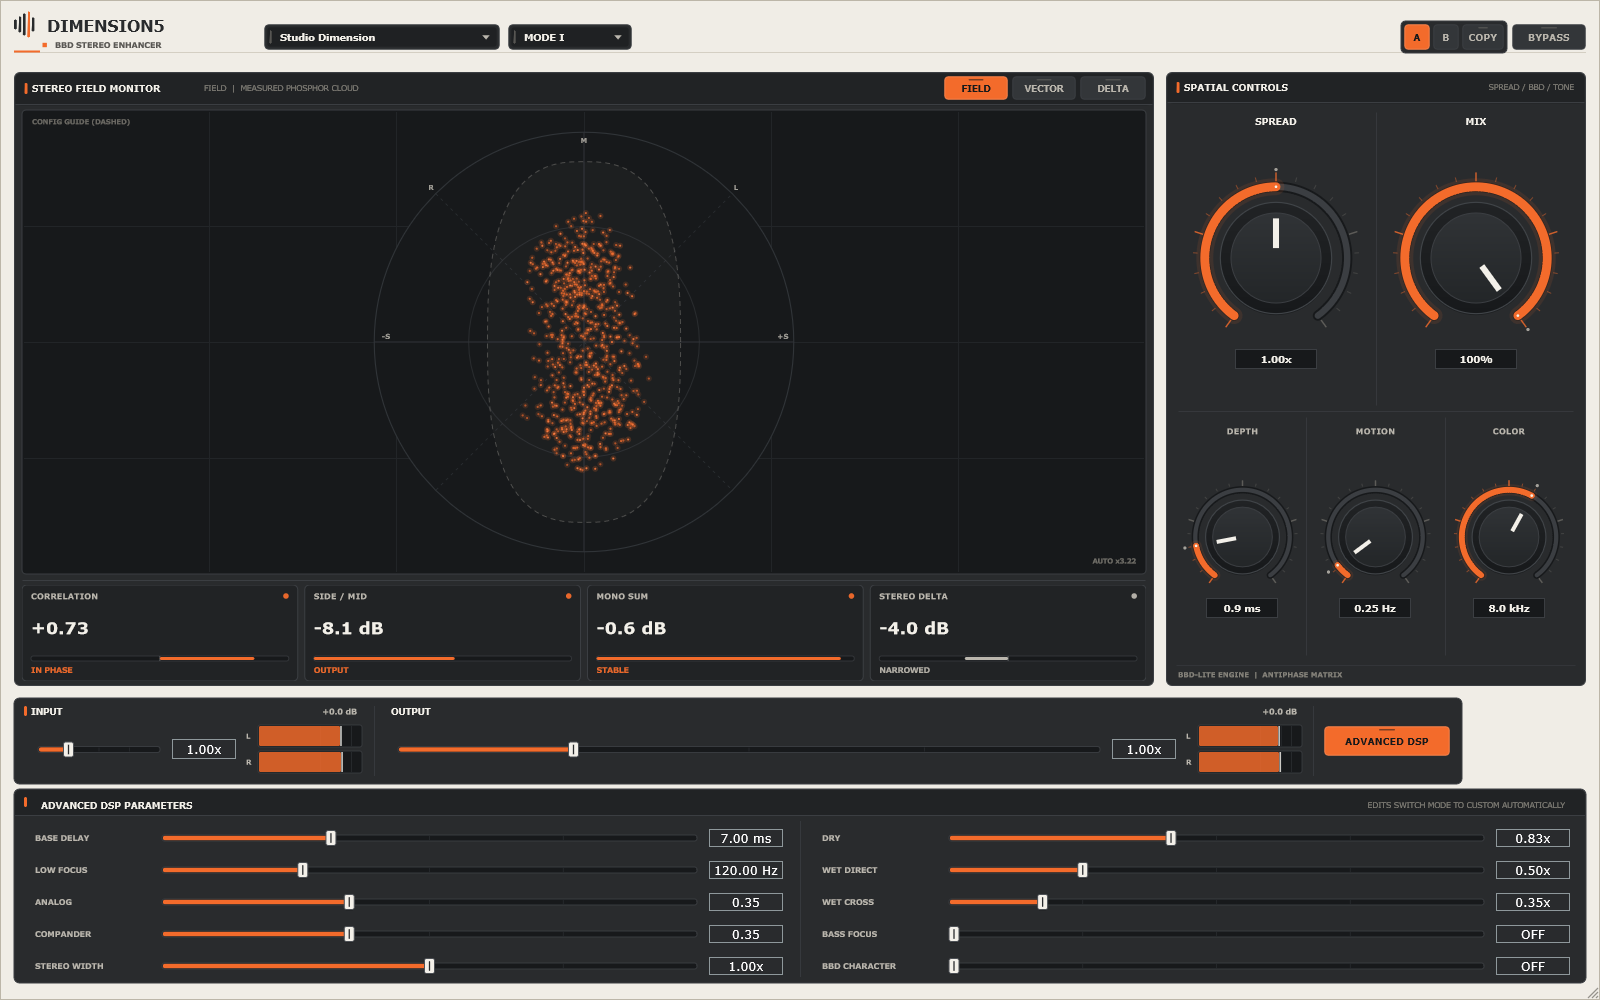 DIMENSION5
BBD STEREO ENHANCER
Studio Dimension
MODE I
A
B
COPY
BYPASS
STEREO FIELD MONITOR
FIELD | MEASURED PHOSPHOR CLOUD
FIELD
VECTOR
DELTA
CONFIG GUIDE (DASHED)
M
R
L
-S
+S
AUTO x3.22
CORRELATION
+0.73
IN PHASE
SIDE / MID
-8.1 dB
OUTPUT
MONO SUM
-0.6 dB
STABLE
STEREO DELTA
-4.0 dB
NARROWED
SPATIAL CONTROLS
SPREAD / BBD / TONE
SPREAD
MIX
1.00x
100%
DEPTH
MOTION
COLOR
0.9 ms
0.25 Hz
8.0 kHz
BBD-LITE ENGINE | ANTIPHASE MATRIX
INPUT
+0.0 dB
1.00x
L
R
OUTPUT
+0.0 dB
1.00x
L
R
ADVANCED DSP
ADVANCED DSP PARAMETERS
EDITS SWITCH MODE TO CUSTOM AUTOMATICALLY
BASE DELAY
7.00 ms
LOW FOCUS
120.00 Hz
ANALOG
0.35
COMPANDER
0.35
STEREO WIDTH
1.00x
DRY
0.83x
WET DIRECT
0.50x
WET CROSS
0.35x
BASS FOCUS
OFF
BBD CHARACTER
OFF